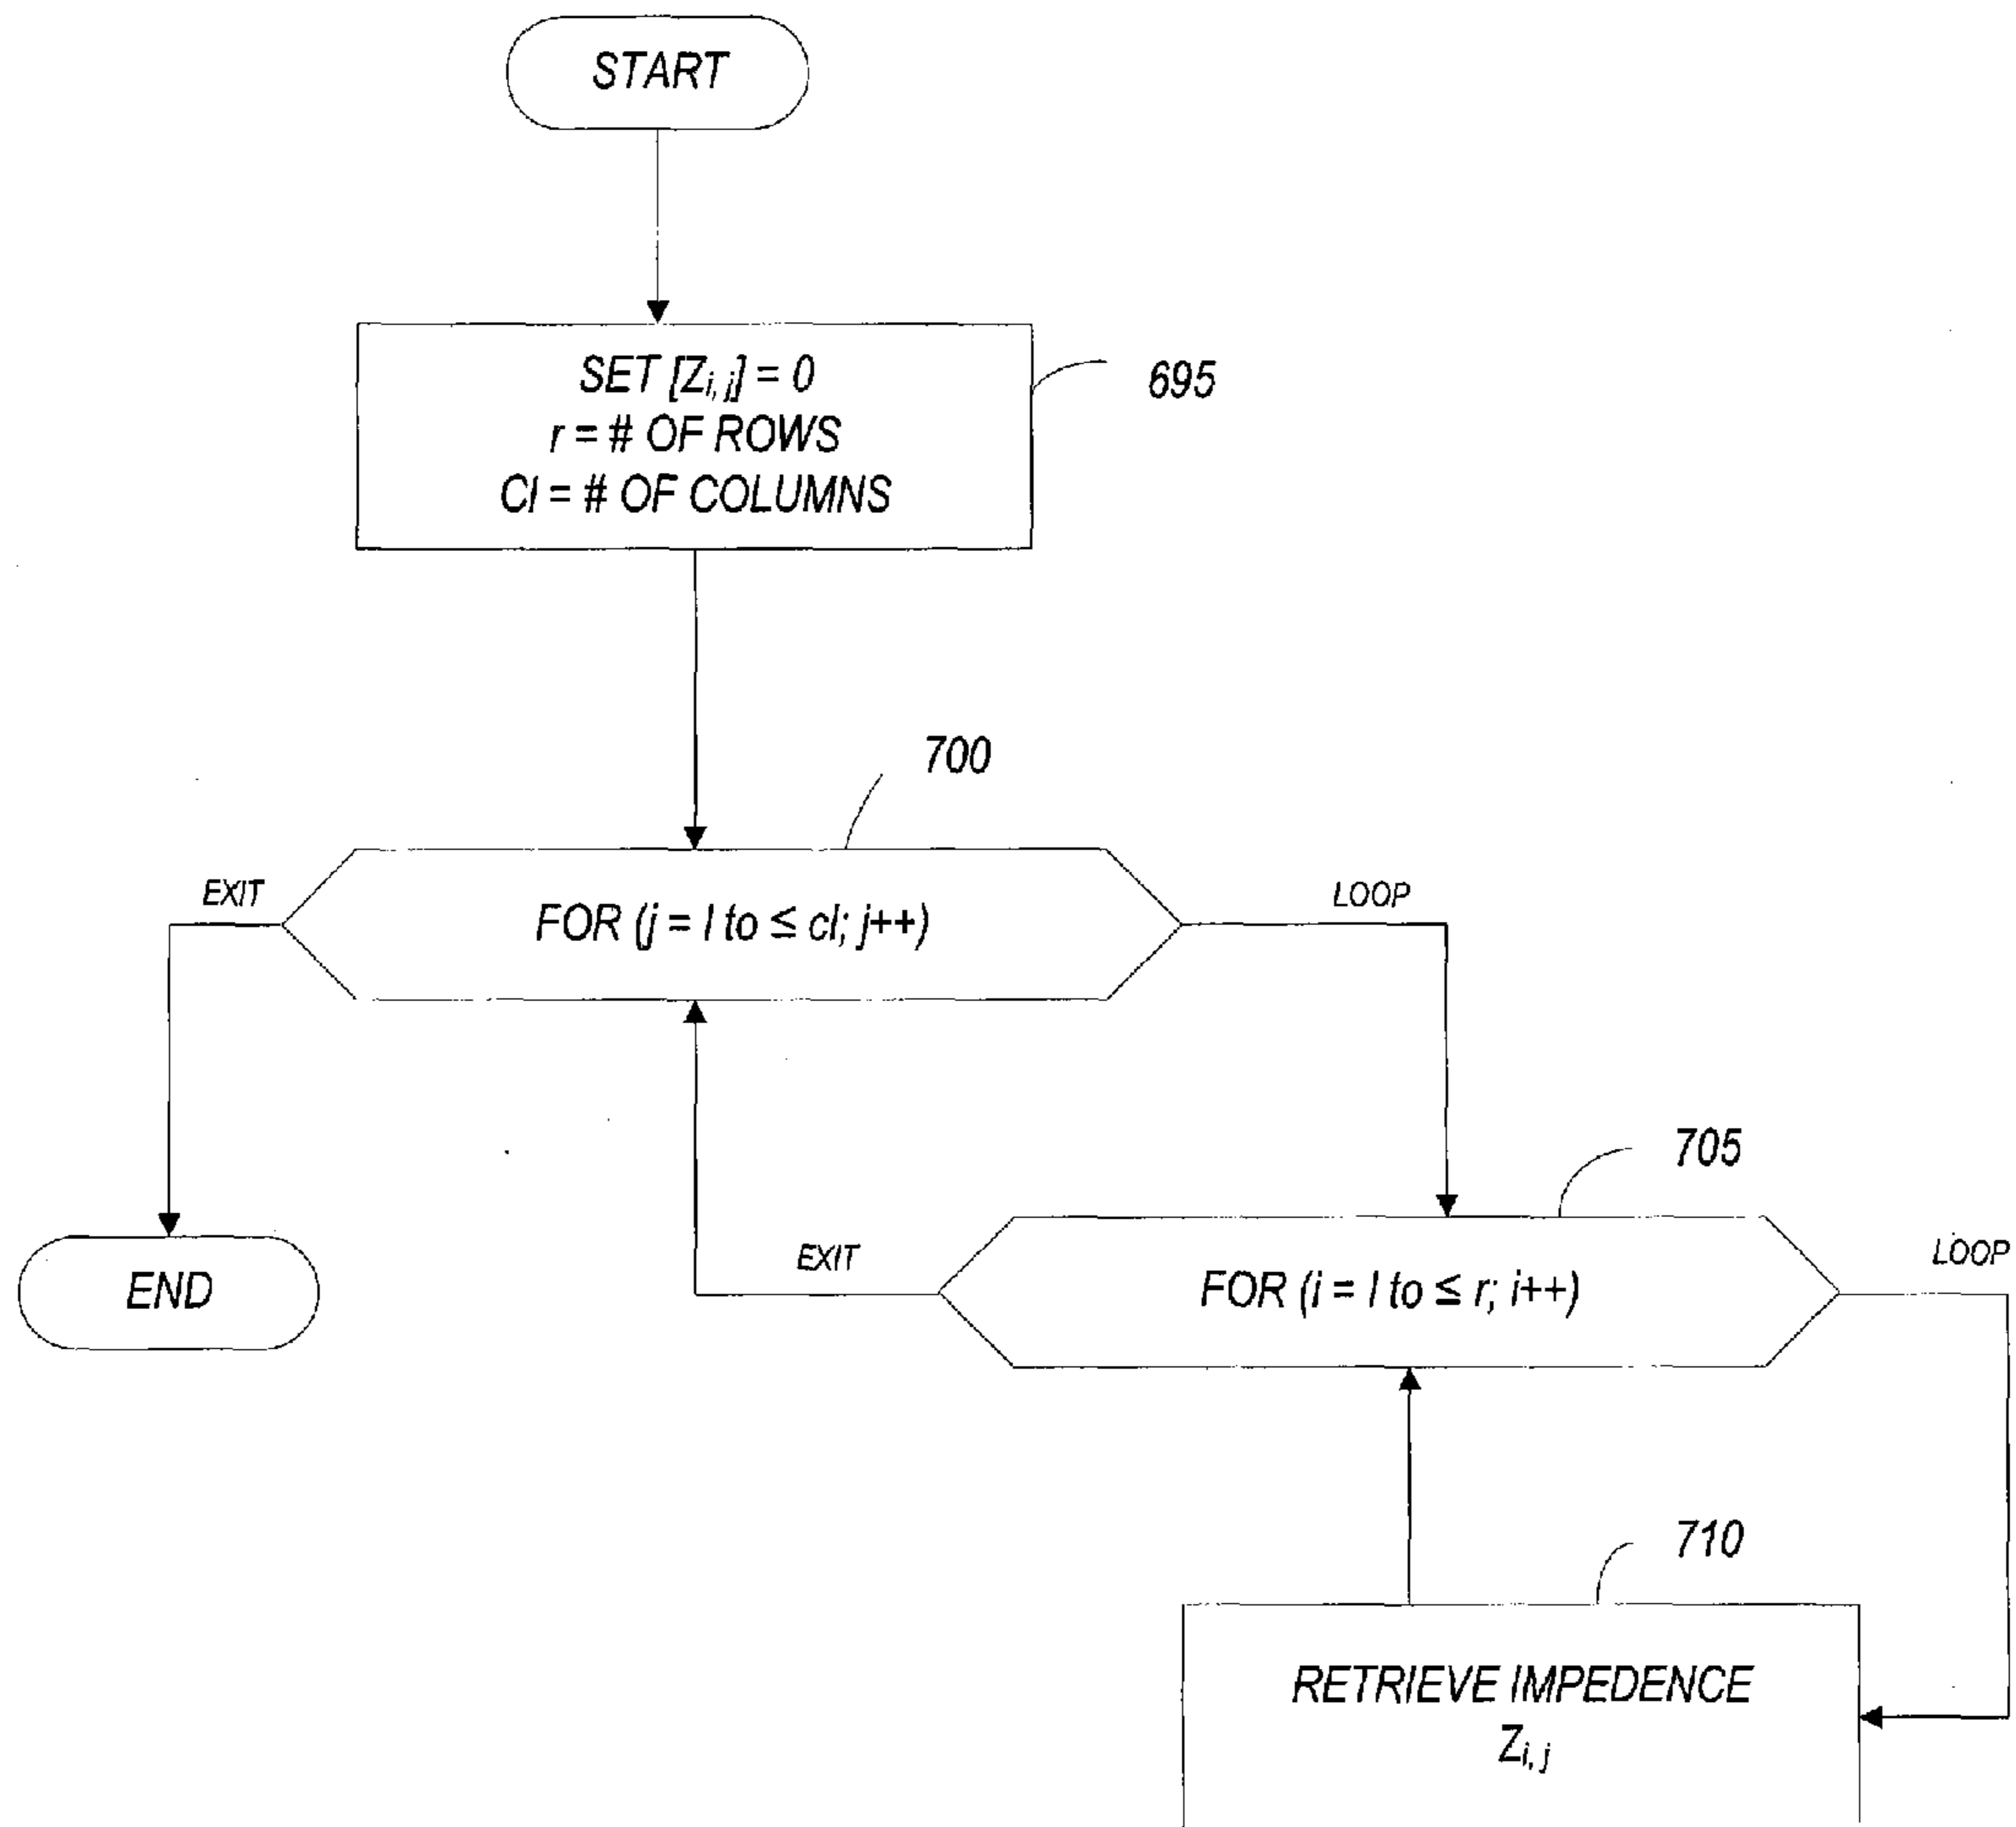 START
SET [Zi, j] = 0
r = # OF ROWS
Cl = # OF COLUMNS
695
700
EXIT
FOR (j = l to ≤ cl; j++)
LOOP
705
END
EXIT
FOR (i = l to ≤ r; i++)
LOOP
710
RETRIEVE IMPEDENCE
Zi, j